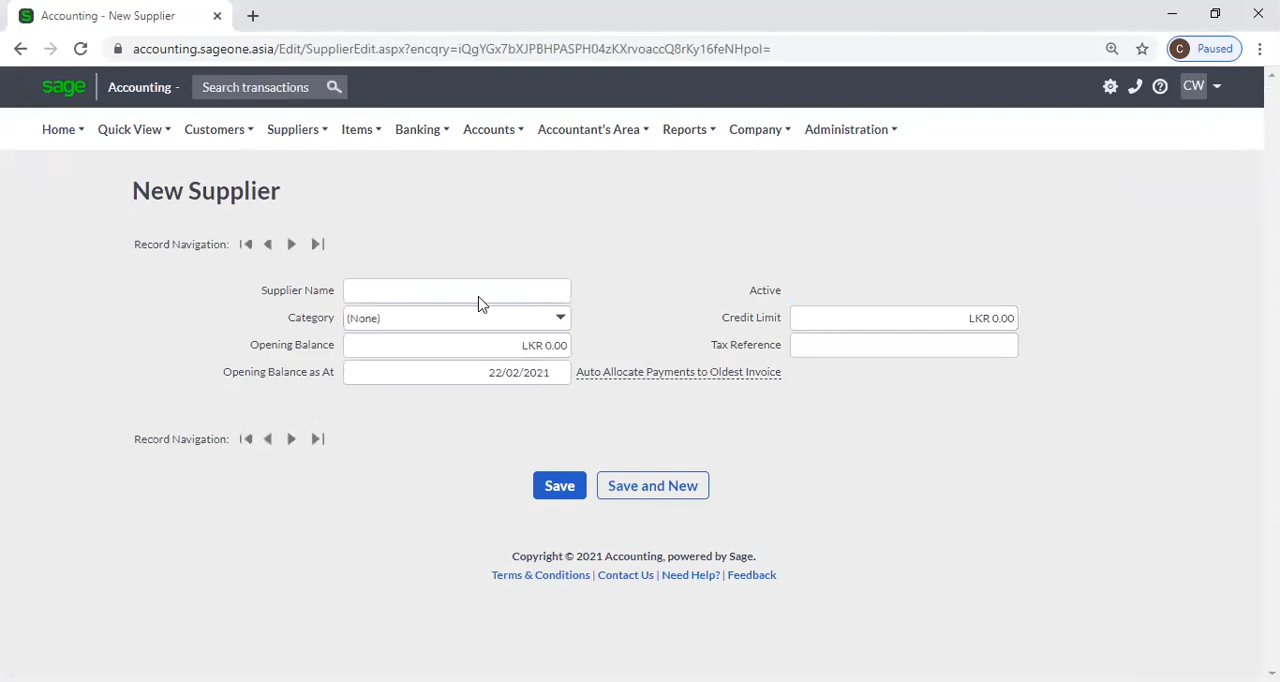 Accounting - New Supplier
accounting.sageone.asia/Edit/SupplierEdit.aspx?encqry=iQgYGx7bXJPBHPASPH04zKXrvoaccQ8rKy16feNHpoI=
C Paused
sage Accounting - Search transactions CW
Home Quick View Customers Suppliers Items Banking Accounts Accountant's Area Reports Company Administration
New Supplier
Record Navigation:
Supplier Name Active
Category (None) Credit Limit LKR 0.00
Opening Balance LKR 0.00 Tax Reference
Opening Balance as At 22/02/2021 Auto Allocate Payments to Oldest Invoice
Record Navigation:
Save Save and New
Copyright © 2021 Accounting, powered by Sage.
Terms & Conditions | Contact Us | Need Help? | Feedback